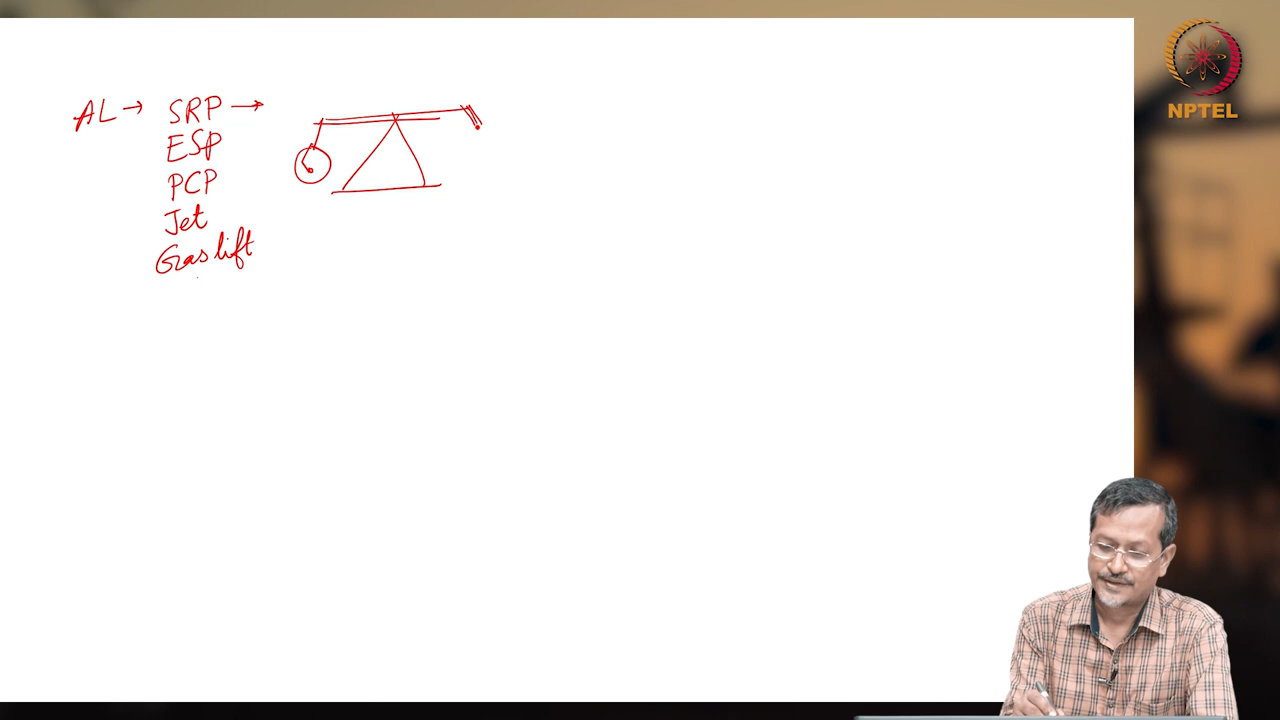 AL → SRP →
ESP
PCP
Jet
Gas lift
NPTEL